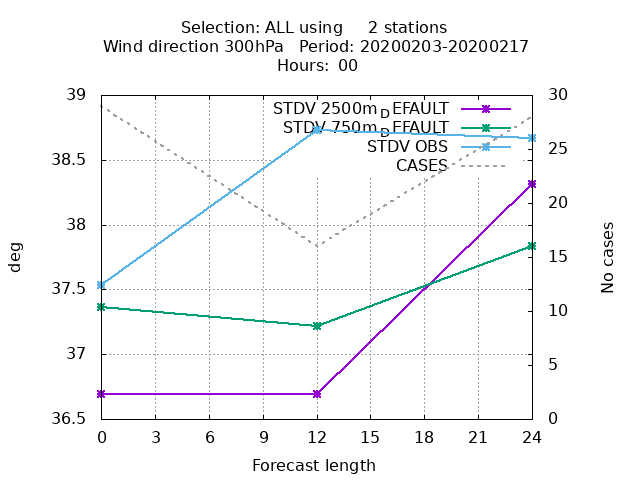 Selection: ALL using     2 stations
Wind direction 300hPa   Period: 20200203-20200217
Hours: 00
39
38.5
38
37.5
37
36.5
30
25
20
15
10
5
0
deg
No cases
STDV 2500m_DEFAULT
STDV 750m_DEFAULT
STDV OBS
CASES
0 3 6 9 12 15 18 21 24
Forecast length